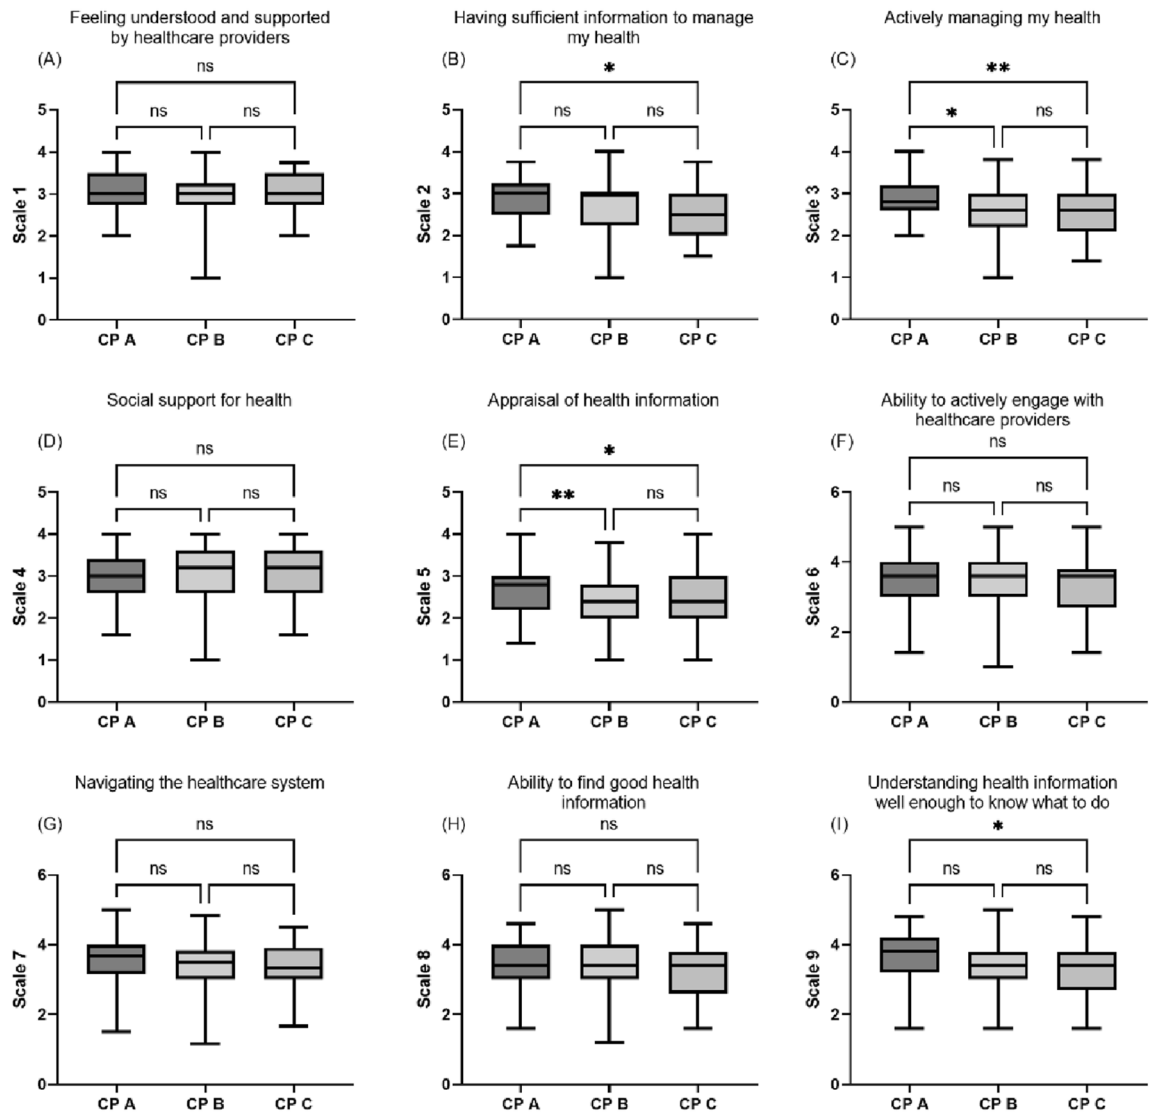 Feeling understood and supported
by healthcare providers
(A)
ns
ns
ns
5
4
3
2
1
0
Scale 1
CP A
CP B
CP C
Having sufficient information to manage
my health
(B)
*
ns
ns
5
4
3
2
1
0
Scale 2
CP A
CP B
CP C
Actively managing my health
(C)
**
*
ns
5
4
3
2
1
0
Scale 3
CP A
CP B
CP C
Social support for health
(D)
ns
ns
ns
5
4
3
2
1
0
Scale 4
CP A
CP B
CP C
Appraisal of health information
(E)
*
**
ns
5
4
3
2
1
0
Scale 5
CP A
CP B
CP C
Ability to actively engage with
healthcare providers
(F)
ns
ns
ns
6
4
2
0
Scale 6
CP A
CP B
CP C
Navigating the healthcare system
(G)
ns
ns
ns
6
4
2
0
Scale 7
CP A
CP B
CP C
Ability to find good health
information
(H)
ns
ns
ns
6
4
2
0
Scale 8
CP A
CP B
CP C
Understanding health information
well enough to know what to do
(I)
*
ns
ns
6
4
2
0
Scale 9
CP A
CP B
CP C